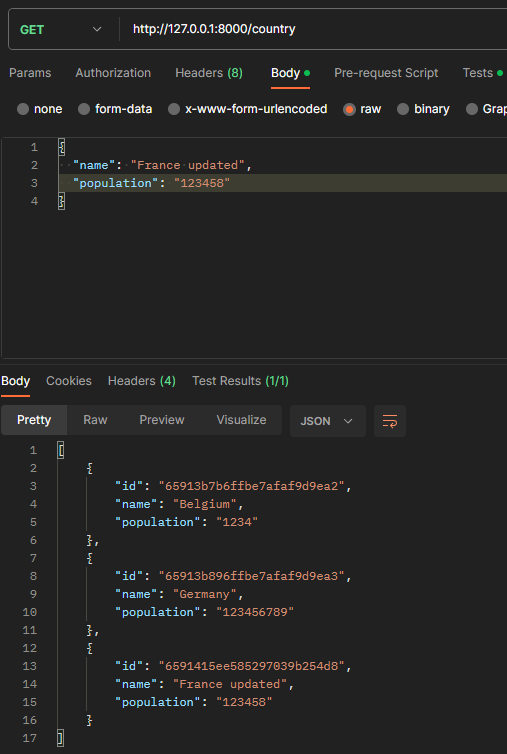 GET http://127.0.0.1:8000/country
Params Authorization Headers (8) Body Pre-request Script Tests
none form-data x-www-form-urlencoded raw binary Grap
1 {
2 "name": "France updated",
3 "population": "123458"
4 }
Body Cookies Headers (4) Test Results (1/1)
Pretty Raw Preview Visualize JSON
1 [
2 {
3 "id": "65913b7b6ffbe7afaf9d9ea2",
4 "name": "Belgium",
5 "population": "1234"
6 },
7 {
8 "id": "65913b896ffbe7afaf9d9ea3",
9 "name": "Germany",
10 "population": "123456789"
11 },
12 {
13 "id": "6591415ee585297039b254d8",
14 "name": "France updated",
15 "population": "123458"
16 }
17 ]